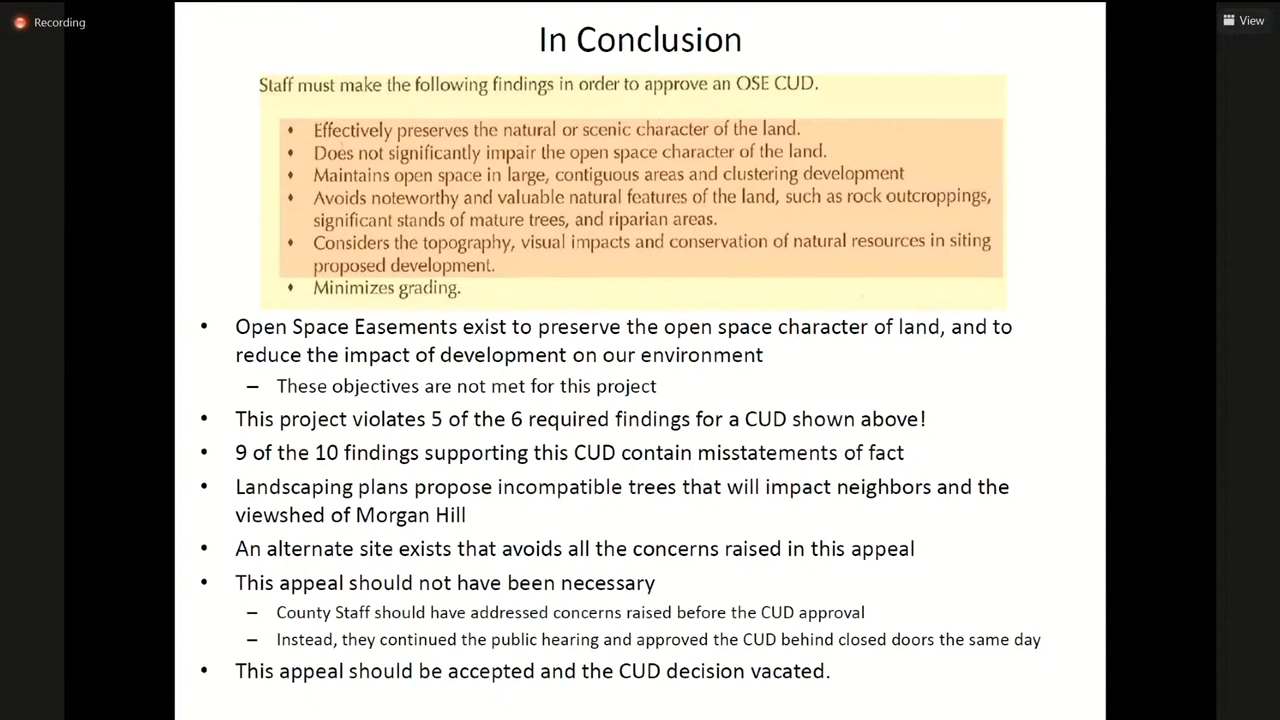 Recording
View
In Conclusion
Staff must make the following findings in order to approve an OSE CUD.
♦ Effectively preserves the natural or scenic character of the land.
♦ Does not significantly impair the open space character of the land.
♦ Maintains open space in large, contiguous areas and clustering development
♦ Avoids noteworthy and valuable natural features of the land, such as rock outcroppings,
significant stands of mature trees, and riparian areas.
♦ Considers the topography, visual impacts and conservation of natural resources in siting
proposed development.
♦ Minimizes grading.
• Open Space Easements exist to preserve the open space character of land, and to
reduce the impact of development on our environment
– These objectives are not met for this project
• This project violates 5 of the 6 required findings for a CUD shown above!
• 9 of the 10 findings supporting this CUD contain misstatements of fact
• Landscaping plans propose incompatible trees that will impact neighbors and the
viewshed of Morgan Hill
• An alternate site exists that avoids all the concerns raised in this appeal
• This appeal should not have been necessary
– County Staff should have addressed concerns raised before the CUD approval
– Instead, they continued the public hearing and approved the CUD behind closed doors the same day
• This appeal should be accepted and the CUD decision vacated.